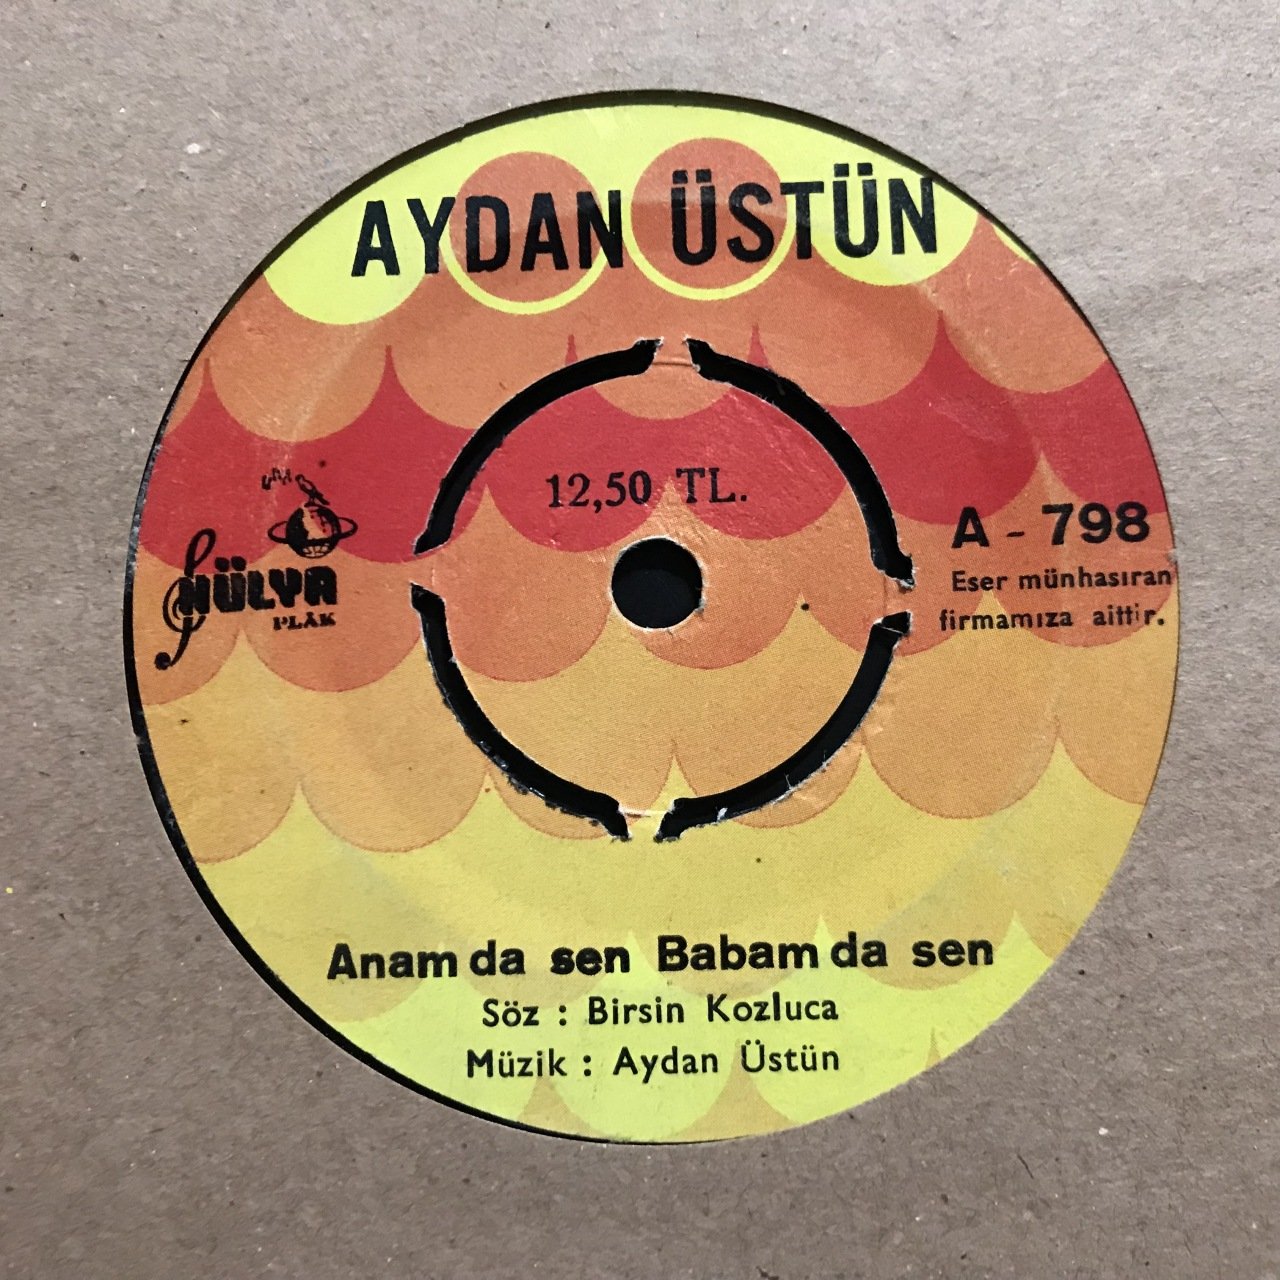 AYDAN ÜSTÜN
12,50 TL.
A - 798
Eser münhasıran
firmamıza aittir.
HÜLYA
PLÂK
Anam da sen Babam da sen
Söz : Birsin Kozluca
Müzik : Aydan Üstün